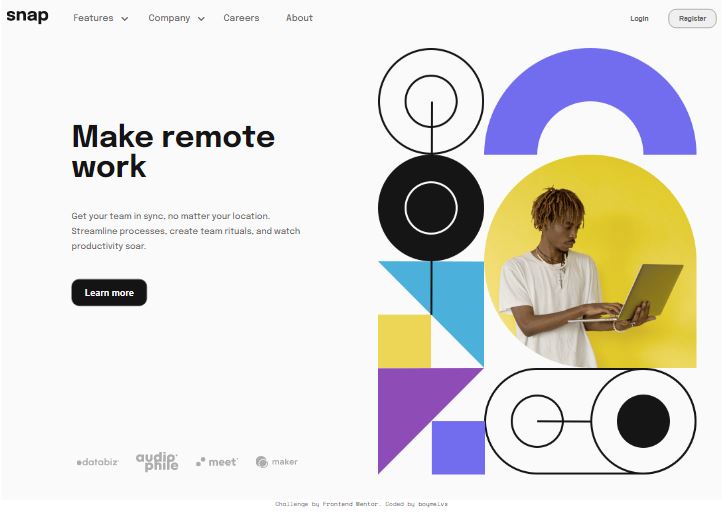 snap
Features
Company
Careers
About
Login
Register
Make remote
work
Get your team in sync, no matter your location.
Streamline processes, create team rituals, and watch
productivity soar.
Learn more
databiz
audiophile
meet
maker
Challenge by Frontend Mentor. Coded by boymelvs